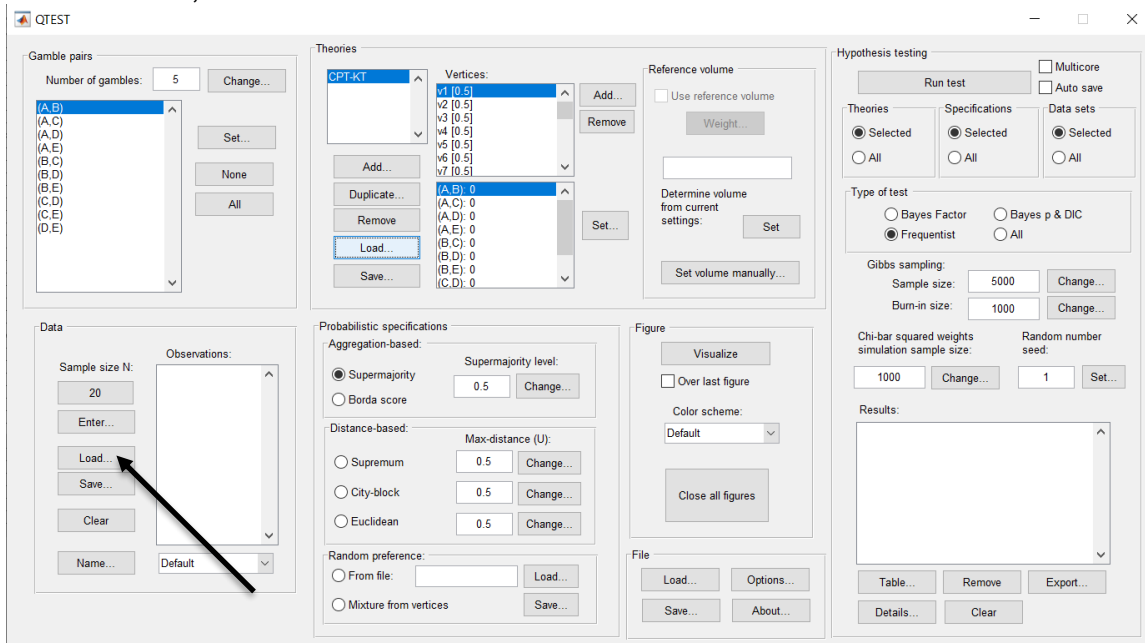 QTEST
Gamble pairs
Number of gambles: 5 Change...
(A,B)
(A,C)
(A,D)
(A,E)
(B,C)
(B,D)
(B,E)
(C,D)
(C,E)
(D,E)
Set...
None
All
Theories
CPT-KT
Add...
Duplicate...
Remove
Load...
Save...
Vertices:
v1 [0.5]
v2 [0.5]
v3 [0.5]
v4 [0.5]
v5 [0.5]
v6 [0.5]
v7 [0.5]
Add...
Remove
(A,B): 0
(A,C): 0
(A,D): 0
(A,E): 0
(B,C): 0
(B,D): 0
(B,E): 0
(C,D): 0
Set...
Reference volume
Use reference volume
Weight...
Determine volume
from current
settings:
Set
Set volume manually...
Hypothesis testing
Run test
Multicore
Auto save
Theories
Selected
All
Specifications
Selected
All
Data sets
Selected
All
Type of test
Bayes Factor Bayes p & DIC
Frequentist All
Gibbs sampling:
Sample size: 5000 Change...
Burn-in size: 1000 Change...
Chi-bar squared weights
simulation sample size:
1000 Change...
Random number
seed:
1 Set...
Results:
Table... Remove Export...
Details... Clear
Data
Sample size N:
20
Enter...
Load...
Save...
Clear
Name... Default
Observations:
Probabilistic specifications
Aggregation-based:
Supermajority
Borda score
Supermajority level:
0.5 Change...
Distance-based:
Max-distance (U):
Supremum 0.5 Change...
City-block 0.5 Change...
Euclidean 0.5 Change...
Random preference:
From file: Load...
Mixture from vertices Save...
Figure
Visualize
Over last figure
Color scheme:
Default
Close all figures
File
Load... Options...
Save... About...